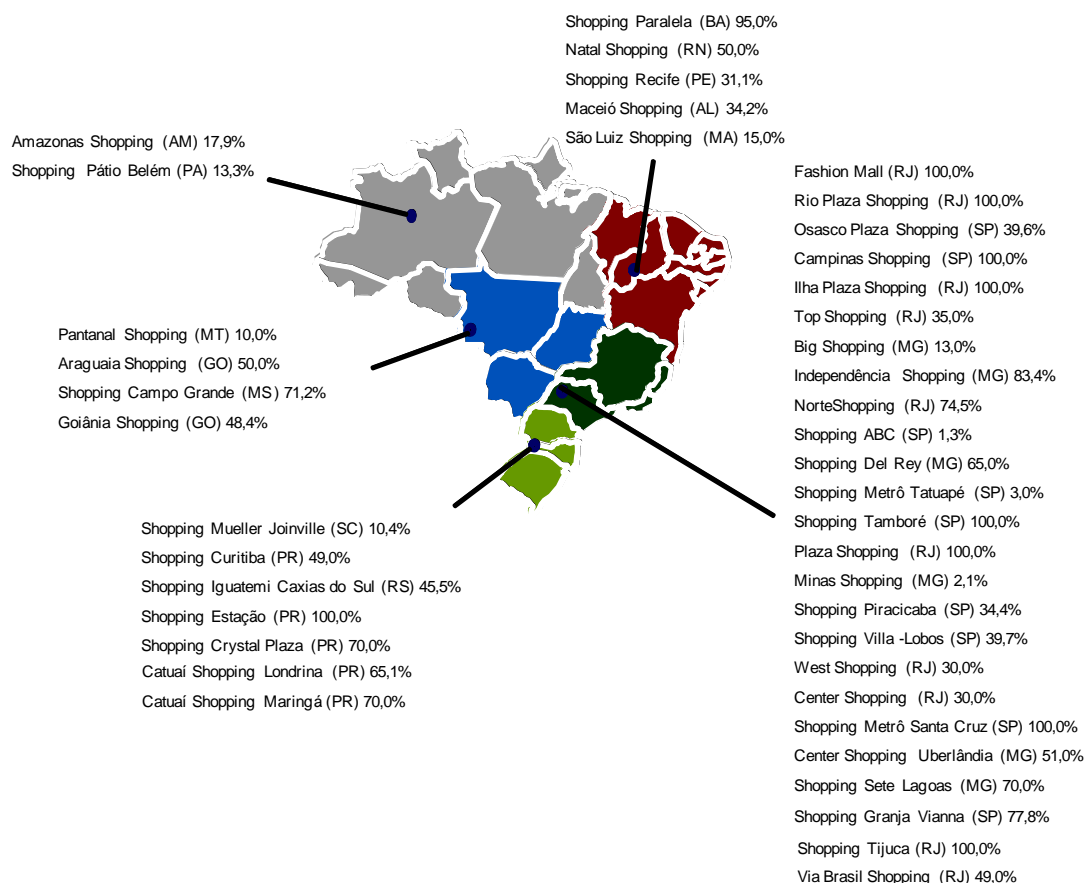 Shopping Paralela (BA) 95,0%
Natal Shopping (RN) 50,0%
Shopping Recife (PE) 31,1%
Maceió Shopping (AL) 34,2%
São Luiz Shopping (MA) 15,0%
Amazonas Shopping (AM) 17,9%
Shopping Pátio Belém (PA) 13,3%
Pantanal Shopping (MT) 10,0%
Araguaia Shopping (GO) 50,0%
Shopping Campo Grande (MS) 71,2%
Goiânia Shopping (GO) 48,4%
Shopping Mueller Joinville (SC) 10,4%
Shopping Curitiba (PR) 49,0%
Shopping Iguatemi Caxias do Sul (RS) 45,5%
Shopping Estação (PR) 100,0%
Shopping Crystal Plaza (PR) 70,0%
Catuaí Shopping Londrina (PR) 65,1%
Catuaí Shopping Maringá (PR) 70,0%
Fashion Mall (RJ) 100,0%
Rio Plaza Shopping (RJ) 100,0%
Osasco Plaza Shopping (SP) 39,6%
Campinas Shopping (SP) 100,0%
Ilha Plaza Shopping (RJ) 100,0%
Top Shopping (RJ) 35,0%
Big Shopping (MG) 13,0%
Independência Shopping (MG) 83,4%
NorteShopping (RJ) 74,5%
Shopping ABC (SP) 1,3%
Shopping Del Rey (MG) 65,0%
Shopping Metrô Tatuapé (SP) 3,0%
Shopping Tamboré (SP) 100,0%
Plaza Shopping (RJ) 100,0%
Minas Shopping (MG) 2,1%
Shopping Piracicaba (SP) 34,4%
Shopping Villa -Lobos (SP) 39,7%
West Shopping (RJ) 30,0%
Center Shopping (RJ) 30,0%
Shopping Metrô Santa Cruz (SP) 100,0%
Center Shopping Uberlândia (MG) 51,0%
Shopping Sete Lagoas (MG) 70,0%
Shopping Granja Vianna (SP) 77,8%
Shopping Tijuca (RJ) 100,0%
Via Brasil Shopping (RJ) 49,0%